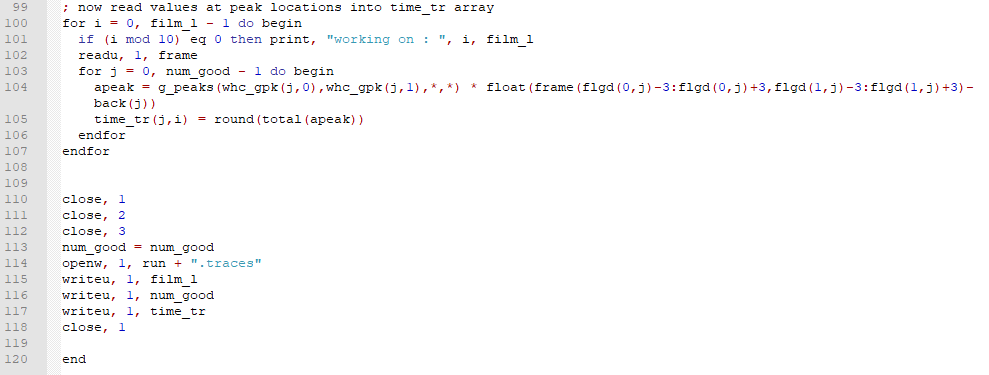 99 ; now read values at peak locations into time_tr array
100 for i = 0, film_l - 1 do begin
101 if (i mod 10) eq 0 then print, "working on : ", i, film_l
102 readu, 1, frame
103 for j = 0, num_good - 1 do begin
104 apeak = g_peaks(whc_gpk(j,0),whc_gpk(j,1),*,*) * float(frame(flgd(0,j)-3:flgd(0,j)+3,flgd(1,j)-3:flgd(1,j)+3)-
back(j))
105 time_tr(j,i) = round(total(apeak))
106 endfor
107 endfor
108
109
110 close, 1
111 close, 2
112 close, 3
113 num_good = num_good
114 openw, 1, run + ".traces"
115 writeu, 1, film_l
116 writeu, 1, num_good
117 writeu, 1, time_tr
118 close, 1
119
120 end